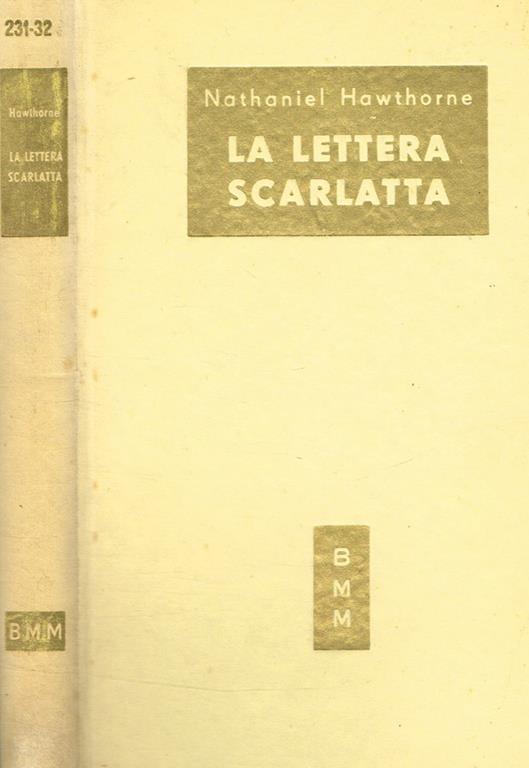 231-32
Hawthorne
LA LETTERA
SCARLATTA
BMM
Nathaniel Hawthorne
LA LETTERA
SCARLATTA
B
M
M